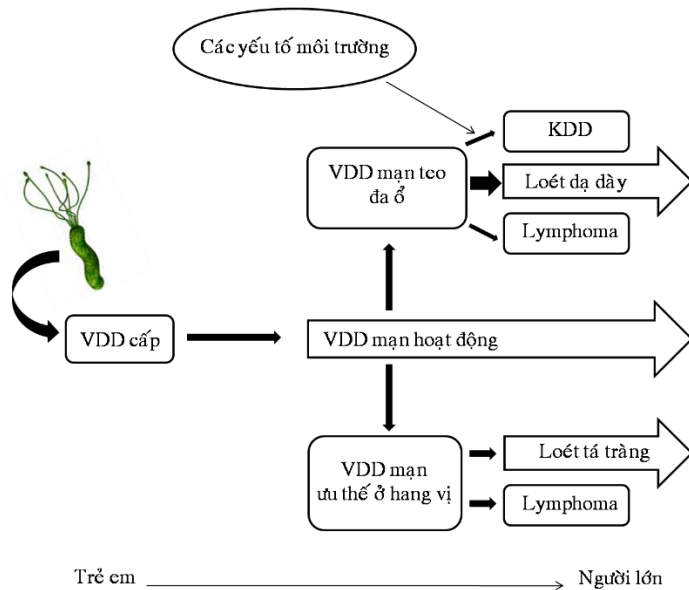 Các yếu tố môi trường
KDD
VDD mạn teo
đa ổ
Loét dạ dày
Lymphoma
VDD cấp
VDD mạn hoạt động
VDD mạn
ưu thế ở hang vị
Loét tá tràng
Lymphoma
Trẻ em
Người lớn